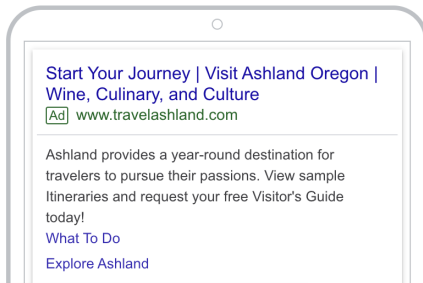 Start Your Journey | Visit Ashland Oregon |
Wine, Culinary, and Culture
Ad www.travelashland.com
Ashland provides a year-round destination for
travelers to pursue their passions. View sample
Itineraries and request your free Visitor's Guide
today!
What To Do
Explore Ashland